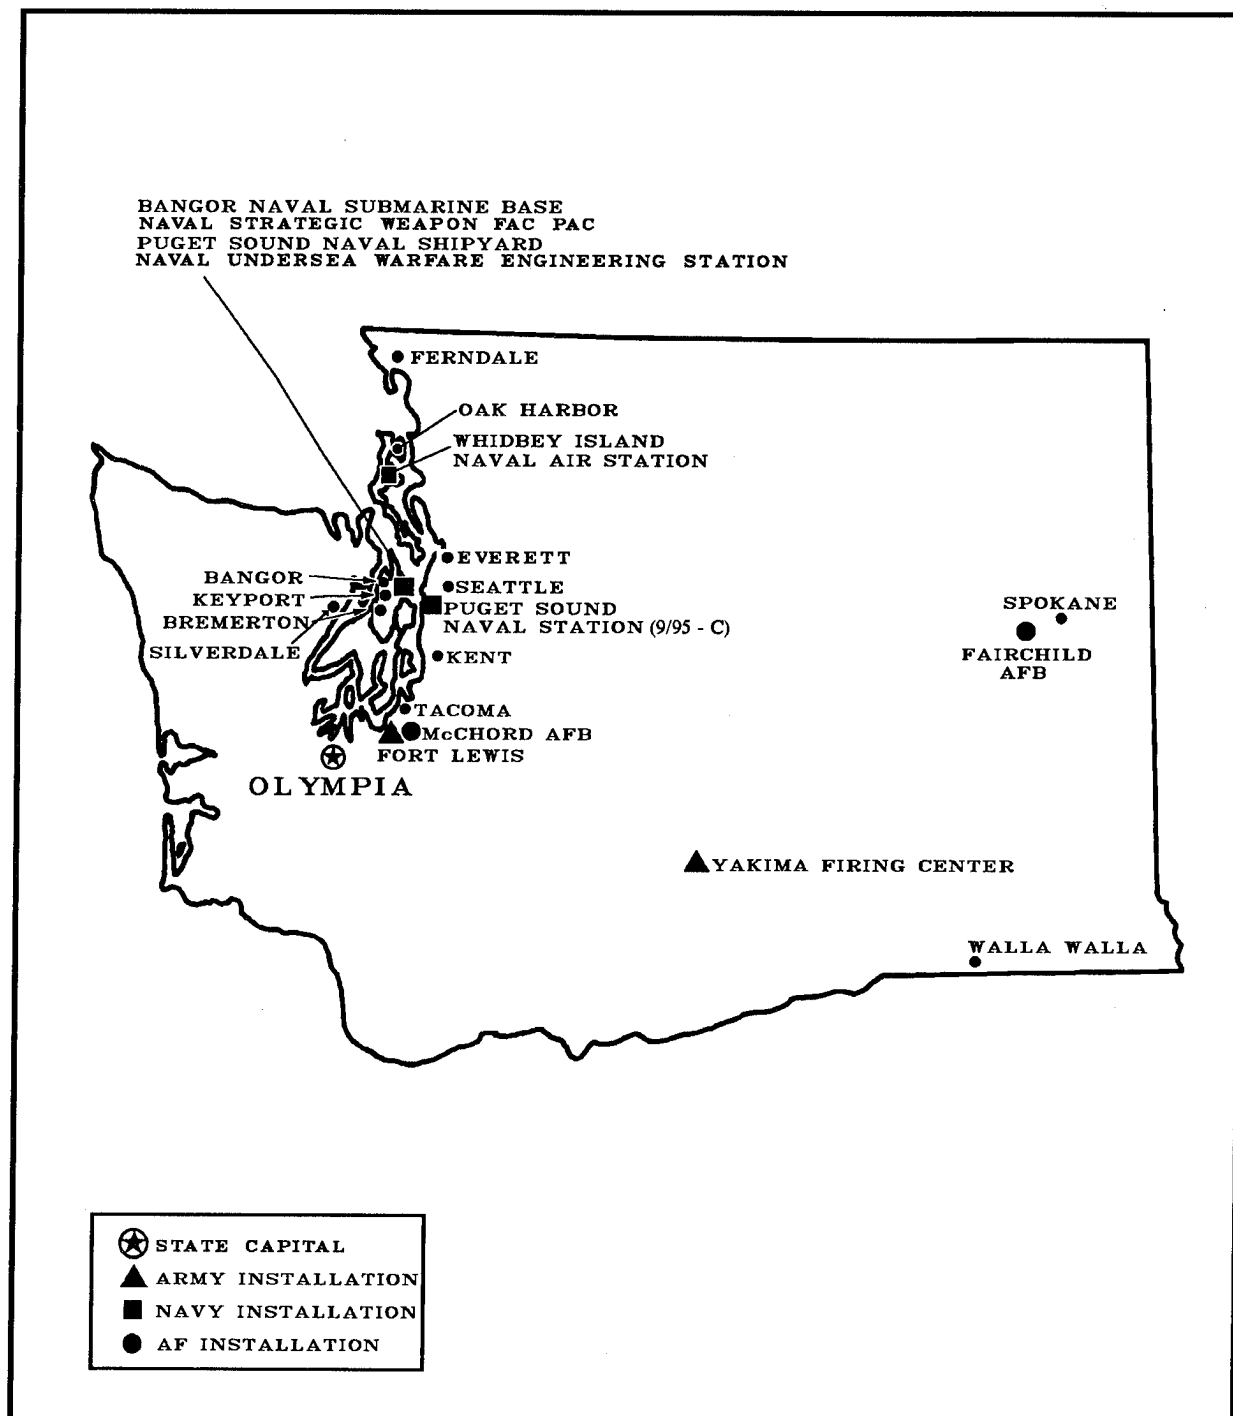 BANGOR NAVAL SUBMARINE BASE
NAVAL STRATEGIC WEAPON FAC PAC
PUGET SOUND NAVAL SHIPYARD
NAVAL UNDERSEA WARFARE ENGINEERING STATION
FERNDALE
OAK HARBOR
WHIDBEY ISLAND
NAVAL AIR STATION
EVERETT
BANGOR
SEATTLE
KEYPORT
PUGET SOUND
NAVAL STATION (9/95 - C)
BREMERTON
SILVERDALE
KENT
SPOKANE
FAIRCHILD
AFB
TACOMA
McCHORD AFB
FORT LEWIS
OLYMPIA
YAKIMA FIRING CENTER
WALLA WALLA
STATE CAPITAL
ARMY INSTALLATION
NAVY INSTALLATION
AF INSTALLATION